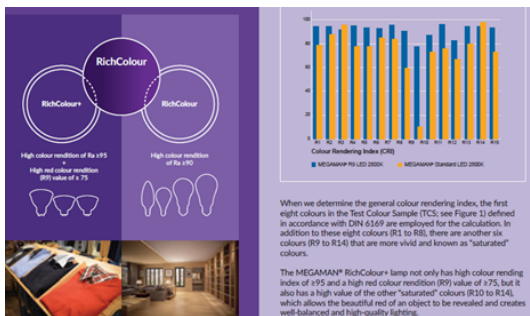 RichColour
RichColour+
RichColour
High colour rendition of Ra ≥95
+
High red colour rendition
(R9) value of ≥ 75
High colour rendition
of Ra ≥90
100
80
60
40
20
0
R1 R2 R3 R4 R5 R6 R7 R8 R9 R10 R11 R12 R13 R14 R15
Colour Rendering Index (CRI)
MEGAMAN® R9 LED 2800K
MEGAMAN® Standard LED 2800K
When we determine the general colour rendering index, the first
eight colours in the Test Colour Sample (TCS; see Figure 1) defined
in accordance with DIN 6169 are employed for the calculation. In
addition to these eight colours (R1 to R8), there are another six
colours (R9 to R14) that are more vivid and known as “saturated”
colours.
The MEGAMAN® RichColour+ lamp not only has high colour rending
index of ≥95 and a high red colour rendition (R9) value of ≥75, but it
also has a high value of the other “saturated” colours (R10 to R14),
which allows the beautiful red of an object to be revealed and creates
well-balanced and high-quality lighting.